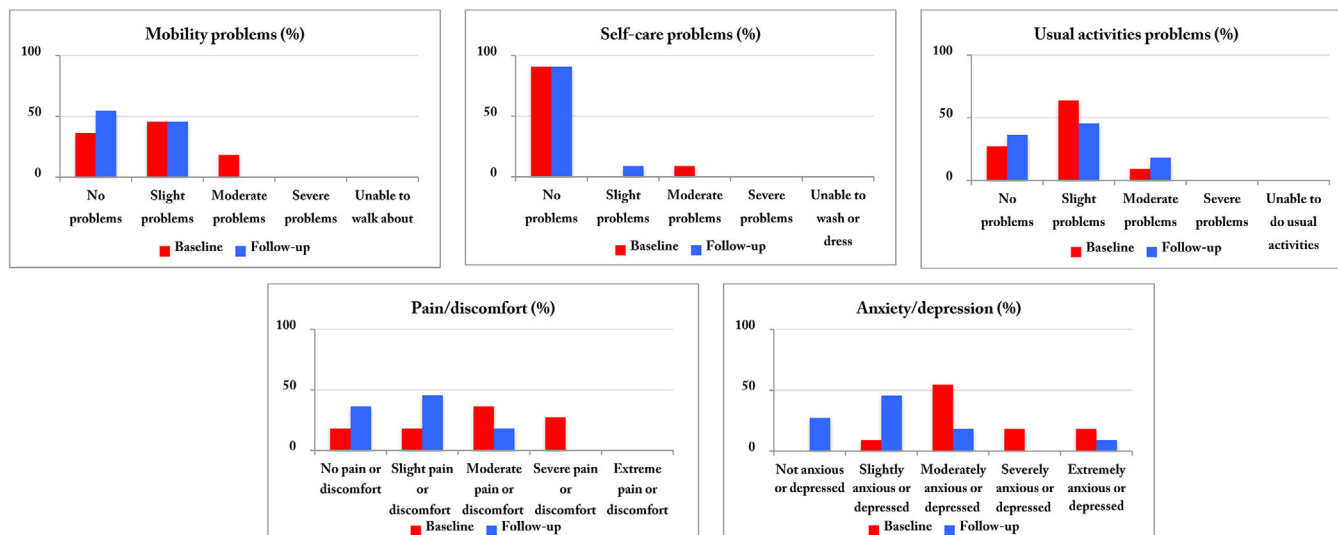 Mobility problems (%)
100
50
0
No problems
Slight problems
Moderate problems
Severe problems
Unable to walk about
Baseline
Follow-up
Self-care problems (%)
100
50
0
No problems
Slight problems
Moderate problems
Severe problems
Unable to wash or dress
Baseline
Follow-up
Usual activities problems (%)
100
50
0
No problems
Slight problems
Moderate problems
Severe problems
Unable to do usual activities
Baseline
Follow-up
Pain/discomfort (%)
100
50
0
No pain or discomfort
Slight pain or discomfort
Moderate pain or discomfort
Severe pain or discomfort
Extreme pain or discomfort
Baseline
Follow-up
Anxiety/depression (%)
100
50
0
Not anxious or depressed
Slightly anxious or depressed
Moderately anxious or depressed
Severely anxious or depressed
Extremely anxious or depressed
Baseline
Follow-up